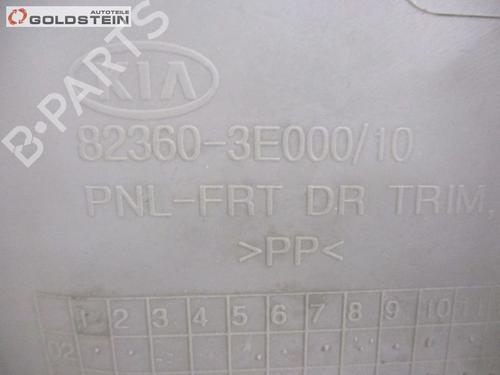 AUTOTEILE
GOLDSTEIN
B-PARTS
KIA
82360-3E000/10
PNL-FRT DR TRIM,
>PP<
1 2 3 4 5 6 7 8 9 10 11
02